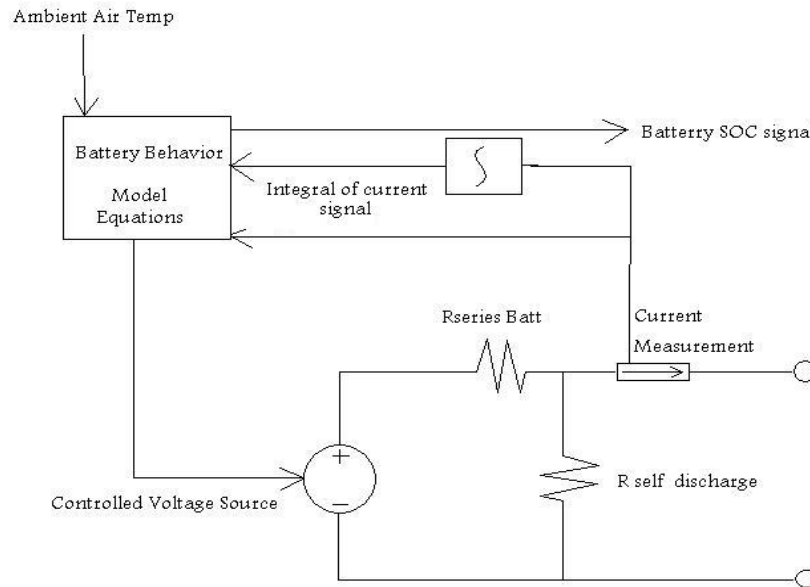 Ambient Air Temp
Battery Behavior
Model
Equations
Batterry SOC signal
Integral of current
signal
Rseries Batt
Current
Measurement
+
−
Controlled Voltage Source
R self discharge